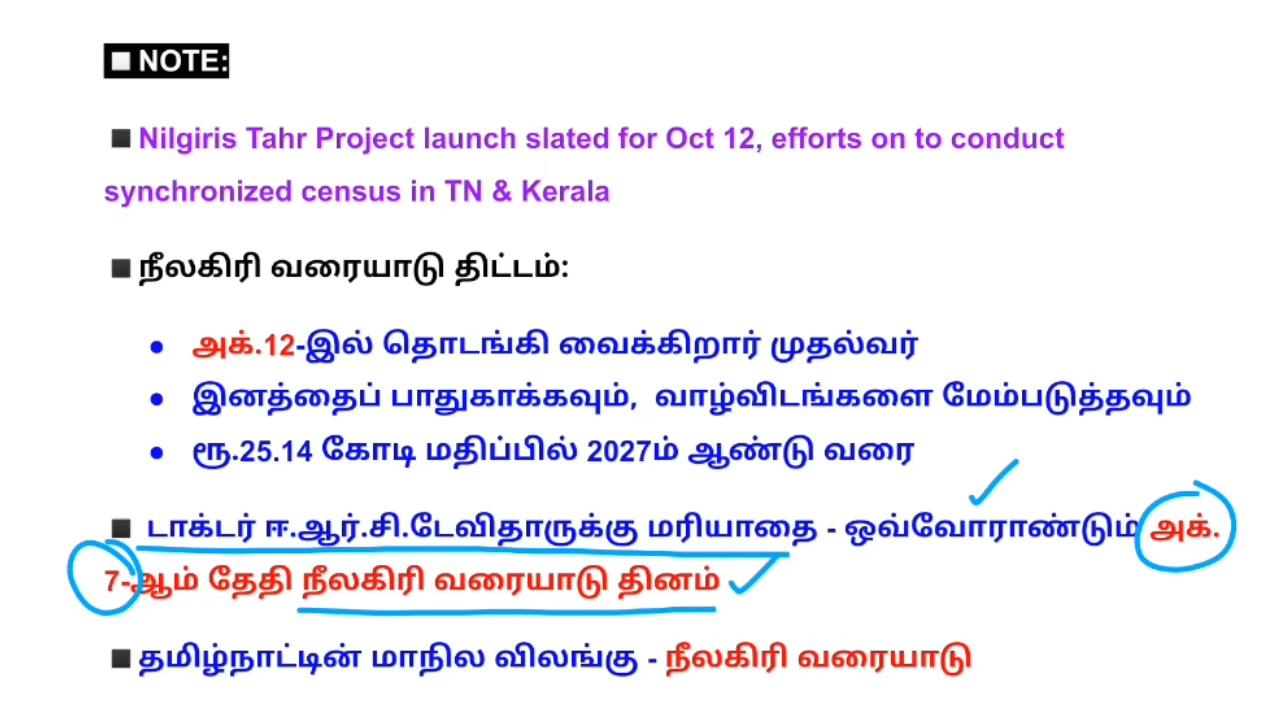 NOTE:
Nilgiris Tahr Project launch slated for Oct 12, efforts on to conduct
synchronized census in TN & Kerala
நீலகிரி வரையாடு திட்டம்:
அக்.12-இல் தொடங்கி வைக்கிறார் முதல்வர்
இனத்தைப் பாதுகாக்கவும், வாழ்விடங்களை மேம்படுத்தவும்
ரூ.25.14 கோடி மதிப்பில் 2027ம் ஆண்டு வரை
டாக்டர் ஈ.ஆர்.சி.டேவிதாருக்கு மரியாதை - ஒவ்வோராண்டும் அக்.
7-ஆம் தேதி நீலகிரி வரையாடு தினம்
தமிழ்நாட்டின் மாநில விலங்கு - நீலகிரி வரையாடு